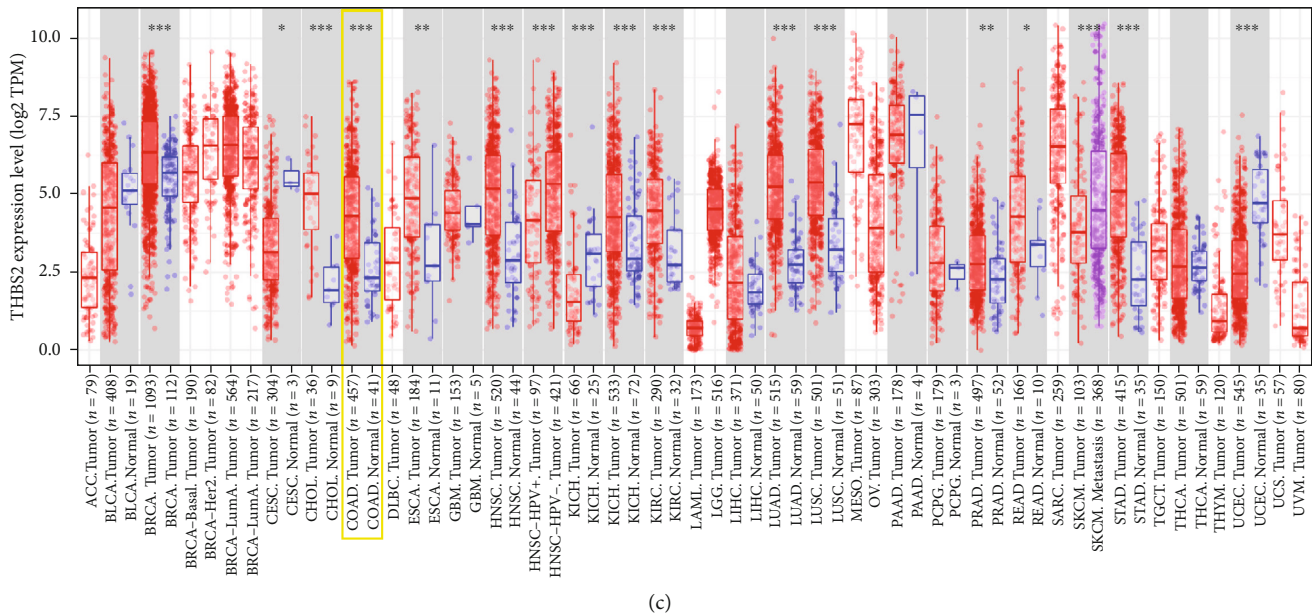 * * *
*
* * *
* * *
* *
* * *
* * *
* * *
* * *
* * *
* * *
* * *
* *
*
* * *
* * *
* * *
THBS2 expression level (log2 TPM)
10.0
7.5
5.0
2.5
0.0
ACC. Tumor (n = 79)
BLCA. Tumor (n = 408)
BLCA. Normal (n = 19)
BRCA. Tumor (n = 1093)
BRCA. Tumor (n = 112)
BRCA–Basal. Tumor (n = 190)
BRCA–Her2. Tumor (n = 82)
BRCA–LumA. Tumor (n = 564)
BRCA–LumA. Tumor (n = 217)
CESC. Tumor (n = 304)
CESC. Normal (n = 3)
CHOL. Tumor (n = 36)
CHOL. Normal (n = 9)
COAD. Tumor (n = 457)
COAD. Normal (n = 41)
DLBC. Tumor (n = 48)
ESCA. Tumor (n = 184)
ESCA. Normal (n = 11)
GBM. Tumor (n = 153)
GBM. Normal (n = 5)
HNSC. Tumor (n = 520)
HNSC. Normal (n = 44)
HNSC–HPV+. Tumor (n = 97)
HNSC–HPV–. Tumor (n = 421)
KICH. Tumor (n = 66)
KICH. Normal (n = 25)
KICH. Tumor (n = 533)
KICH. Normal (n = 72)
KIRC. Tumor (n = 290)
KIRC. Normal (n = 32)
LAML. Tumor (n = 173)
LGG. Tumor (n = 516)
LIHC. Tumor (n = 371)
LIHC. Normal (n = 50)
LUAD. Tumor (n = 515)
LUAD. Normal (n = 59)
LUSC. Tumor (n = 501)
LUSC. Normal (n = 51)
MESO. Tumor (n = 87)
OV. Tumor (n = 303)
PAAD. Tumor (n = 178)
PAAD. Normal (n = 4)
PCPG. Tumor (n = 179)
PCPG. Normal (n = 3)
PRAD. Tumor (n = 497)
PRAD. Normal (n = 52)
READ Tumor (n = 166)
READ. Normal (n = 10)
SARC. Tumor (n = 259)
SKCM. Tumor (n = 103)
SKCM. Metastasis (n = 368)
STAD. Tumor (n = 415)
STAD. Normal (n = 35)
TGCT Tumor (n = 150)
THCA. Tumor (n = 501)
THCA. Normal (n = 59)
THYM. Tumor (n = 120)
UCEC. Tumor (n = 545)
UCEC. Normal (n = 35)
UCS. Tumor (n = 57)
UVM. Tumor (n = 80)
(c)